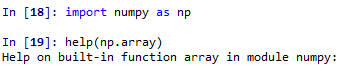 In [18]: import numpy as np
In [19]: help(np.array)
Help on built-in function array in module numpy: